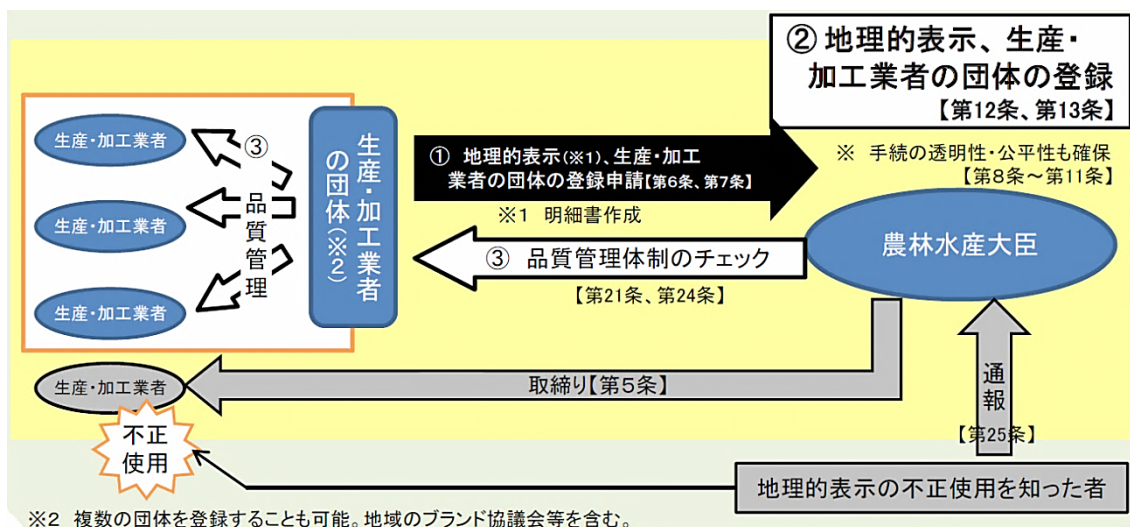 ② 地理的表示、生産・
加工業者の団体の登録
【第12条、第13条】
※ 手続の透明性・公平性も確保
【第8条～第11条】
生産・加工業者
生産・加工業者
生産・加工業者
③
品質管理
生産・加工業者
の団体(※2)
① 地理的表示(※1)、生産・加工
業者の団体の登録申請【第6条、第7条】
※1 明細書作成
③ 品質管理体制のチェック
【第21条、第24条】
農林水産大臣
生産・加工業者
取締り【第5条】
通報
【第25条】
不正
使用
地理的表示の不正使用を知った者
※2 複数の団体を登録することも可能。地域のブランド協議会等を含む。